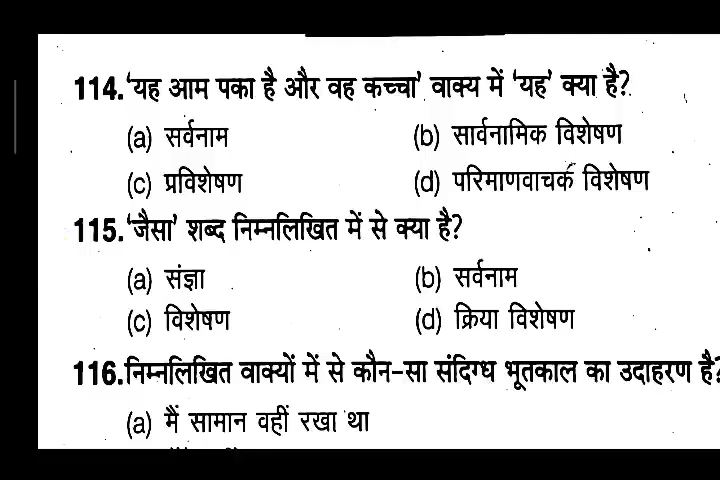 114. 'यह आम पका है और वह कच्चा' वाक्य में 'यह' क्या है?
(a) सर्वनाम (b) सार्वनामिक विशेषण
(c) प्रविशेषण (d) परिमाणवाचक विशेषण
115. 'जैसा' शब्द निम्नलिखित में से क्या है?
(a) संज्ञा (b) सर्वनाम
(c) विशेषण (d) क्रिया विशेषण
116. निम्नलिखित वाक्यों में से कौन-सा संदिग्ध भूतकाल का उदाहरण है?
(a) मैं सामान वहीं रखा था